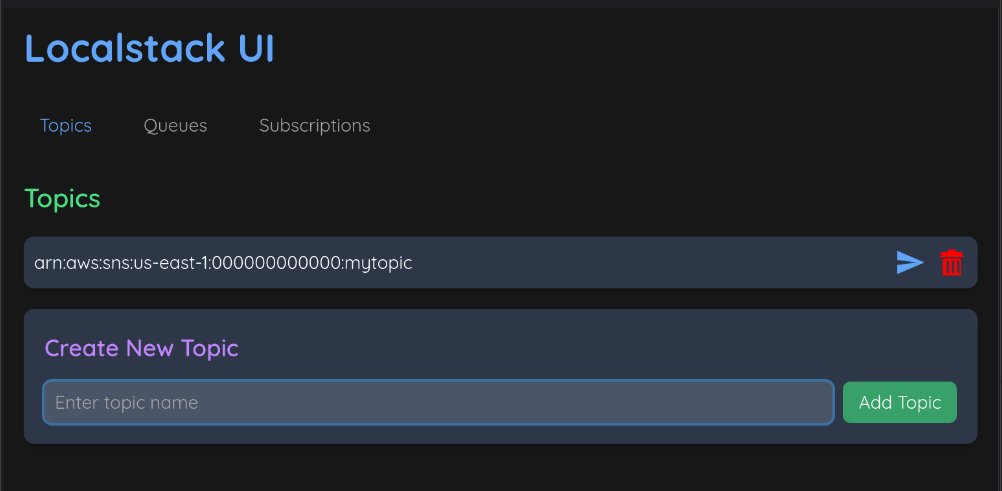 Localstack UI
Topics Queues Subscriptions
Topics
arn:aws:sns:us-east-1:000000000000:mytopic
Create New Topic
Enter topic name Add Topic